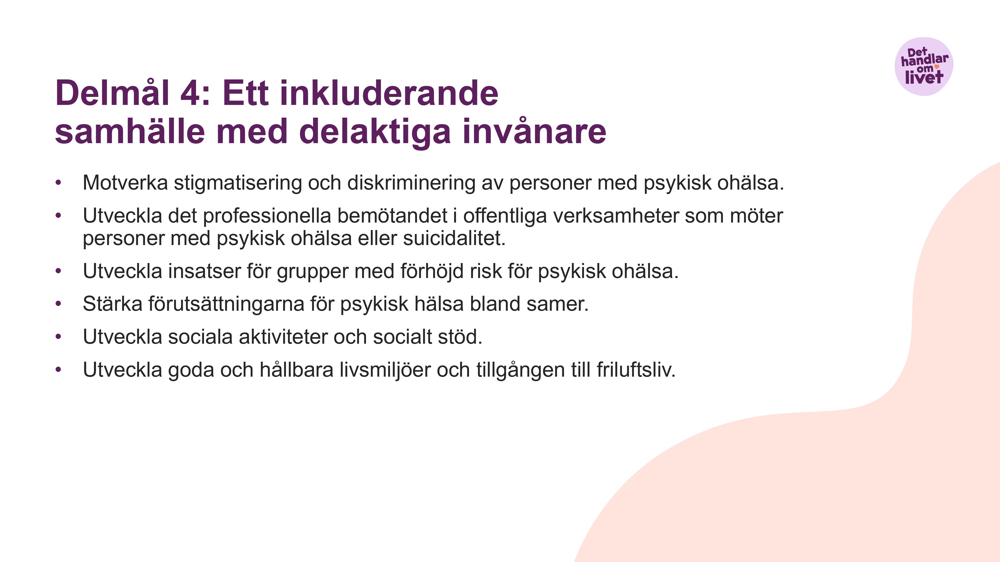 Det
handlar
om
livet
Delmål 4: Ett inkluderande
samhälle med delaktiga invånare
• Motverka stigmatisering och diskriminering av personer med psykisk ohälsa.
• Utveckla det professionella bemötandet i offentliga verksamheter som möter
personer med psykisk ohälsa eller suicidalitet.
• Utveckla insatser för grupper med förhöjd risk för psykisk ohälsa.
• Stärka förutsättningarna för psykisk hälsa bland samer.
• Utveckla sociala aktiviteter och socialt stöd.
• Utveckla goda och hållbara livsmiljöer och tillgången till friluftsliv.